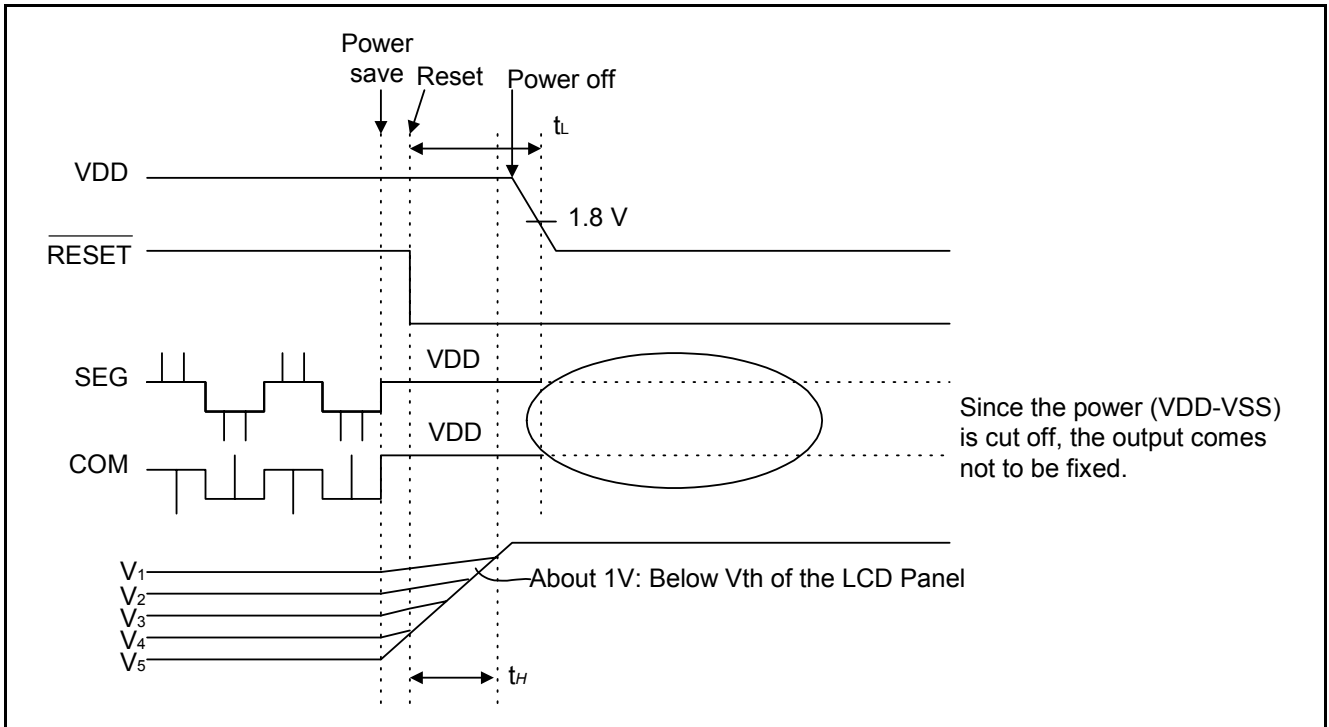 Power
save Reset Power off
tL
VDD
1.8 V
RESET
VDD
SEG
VDD
COM
Since the power (VDD-VSS)
is cut off, the output comes
not to be fixed.
V1
About 1V: Below Vth of the LCD Panel
V2
V3
V4
V5
tH